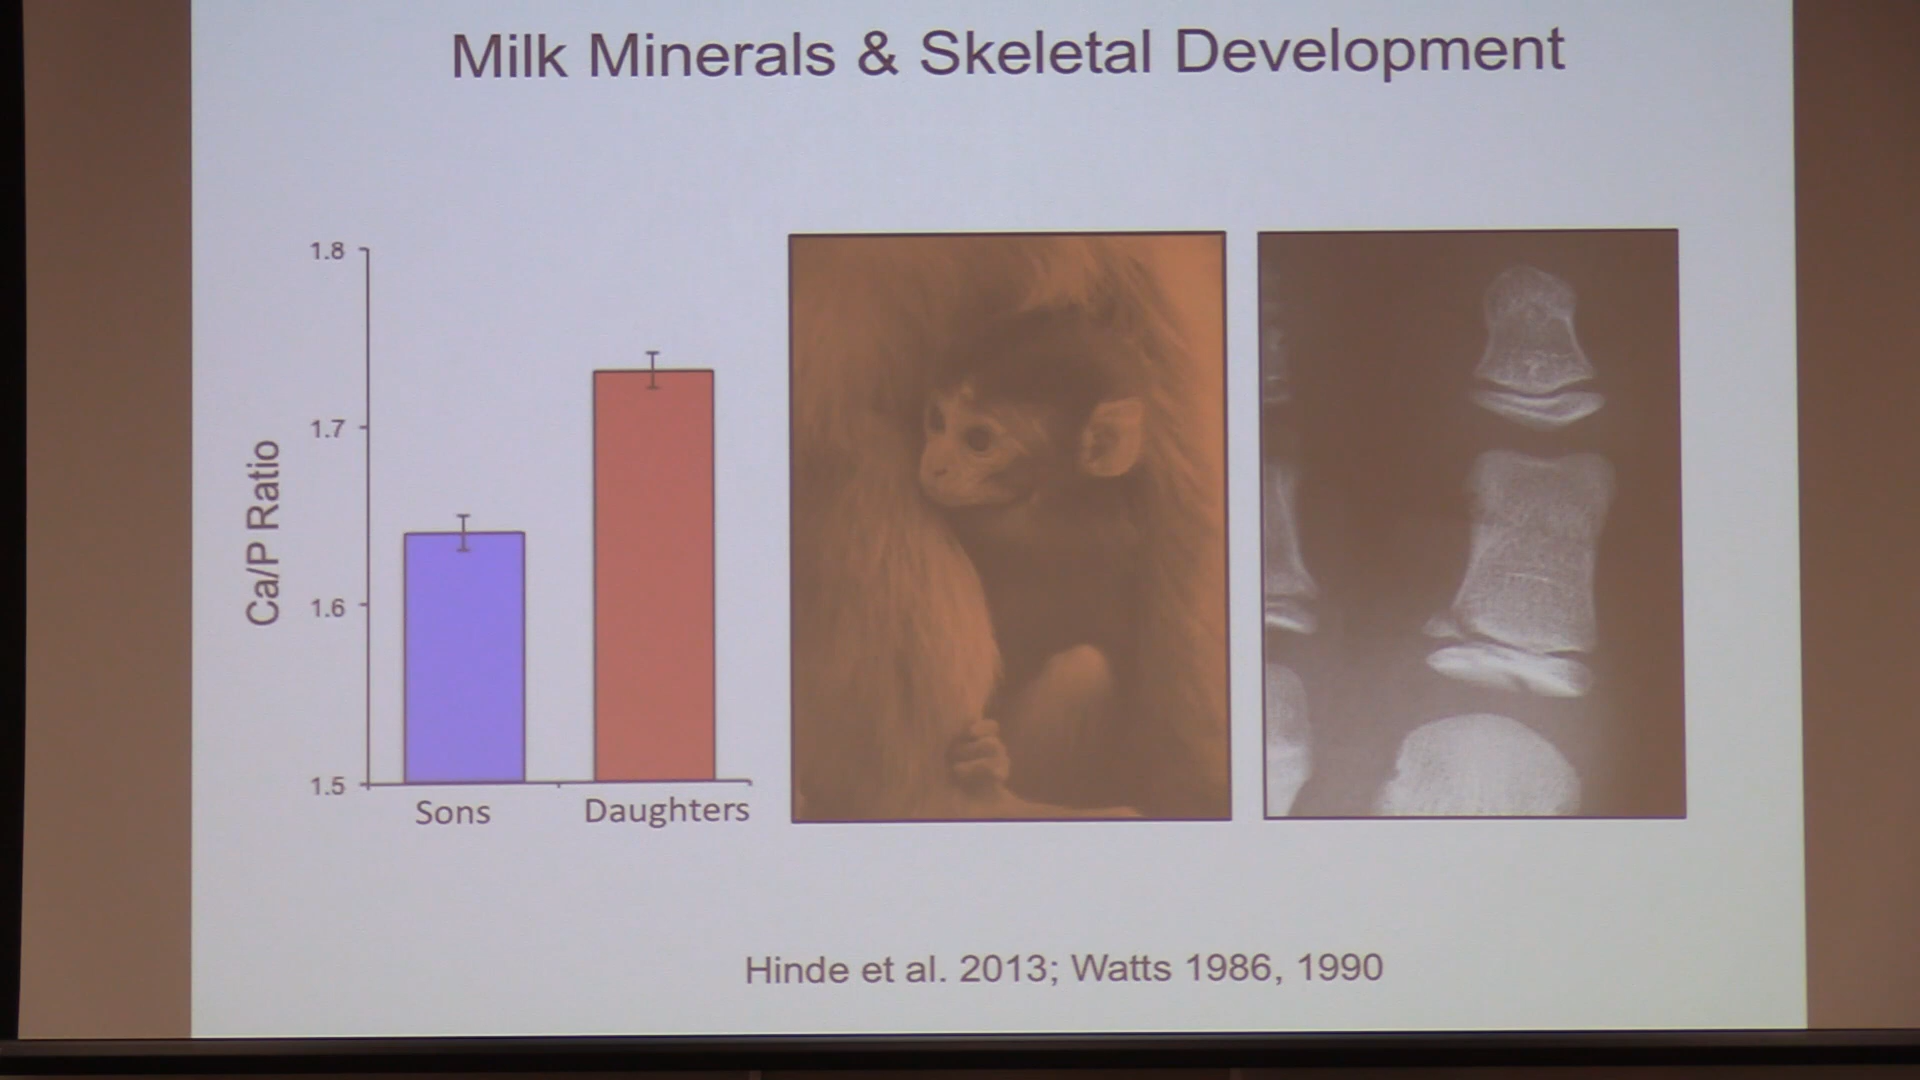 Milk Minerals & Skeletal Development
Ca/P Ratio
1.8
1.7
1.6
1.5
Sons
Daughters
Hinde et al. 2013; Watts 1986, 1990